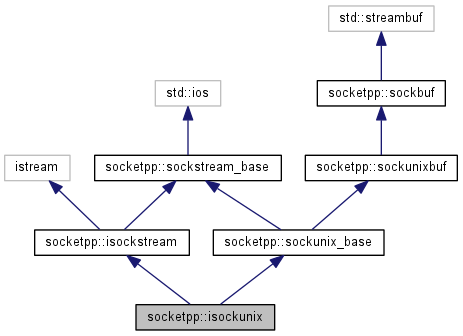 std::streambuf
std::ios
socketpp::sockbuf
istream
socketpp::sockstream_base
socketpp::sockunixbuf
socketpp::isockstream
socketpp::sockunix_base
socketpp::isockunix